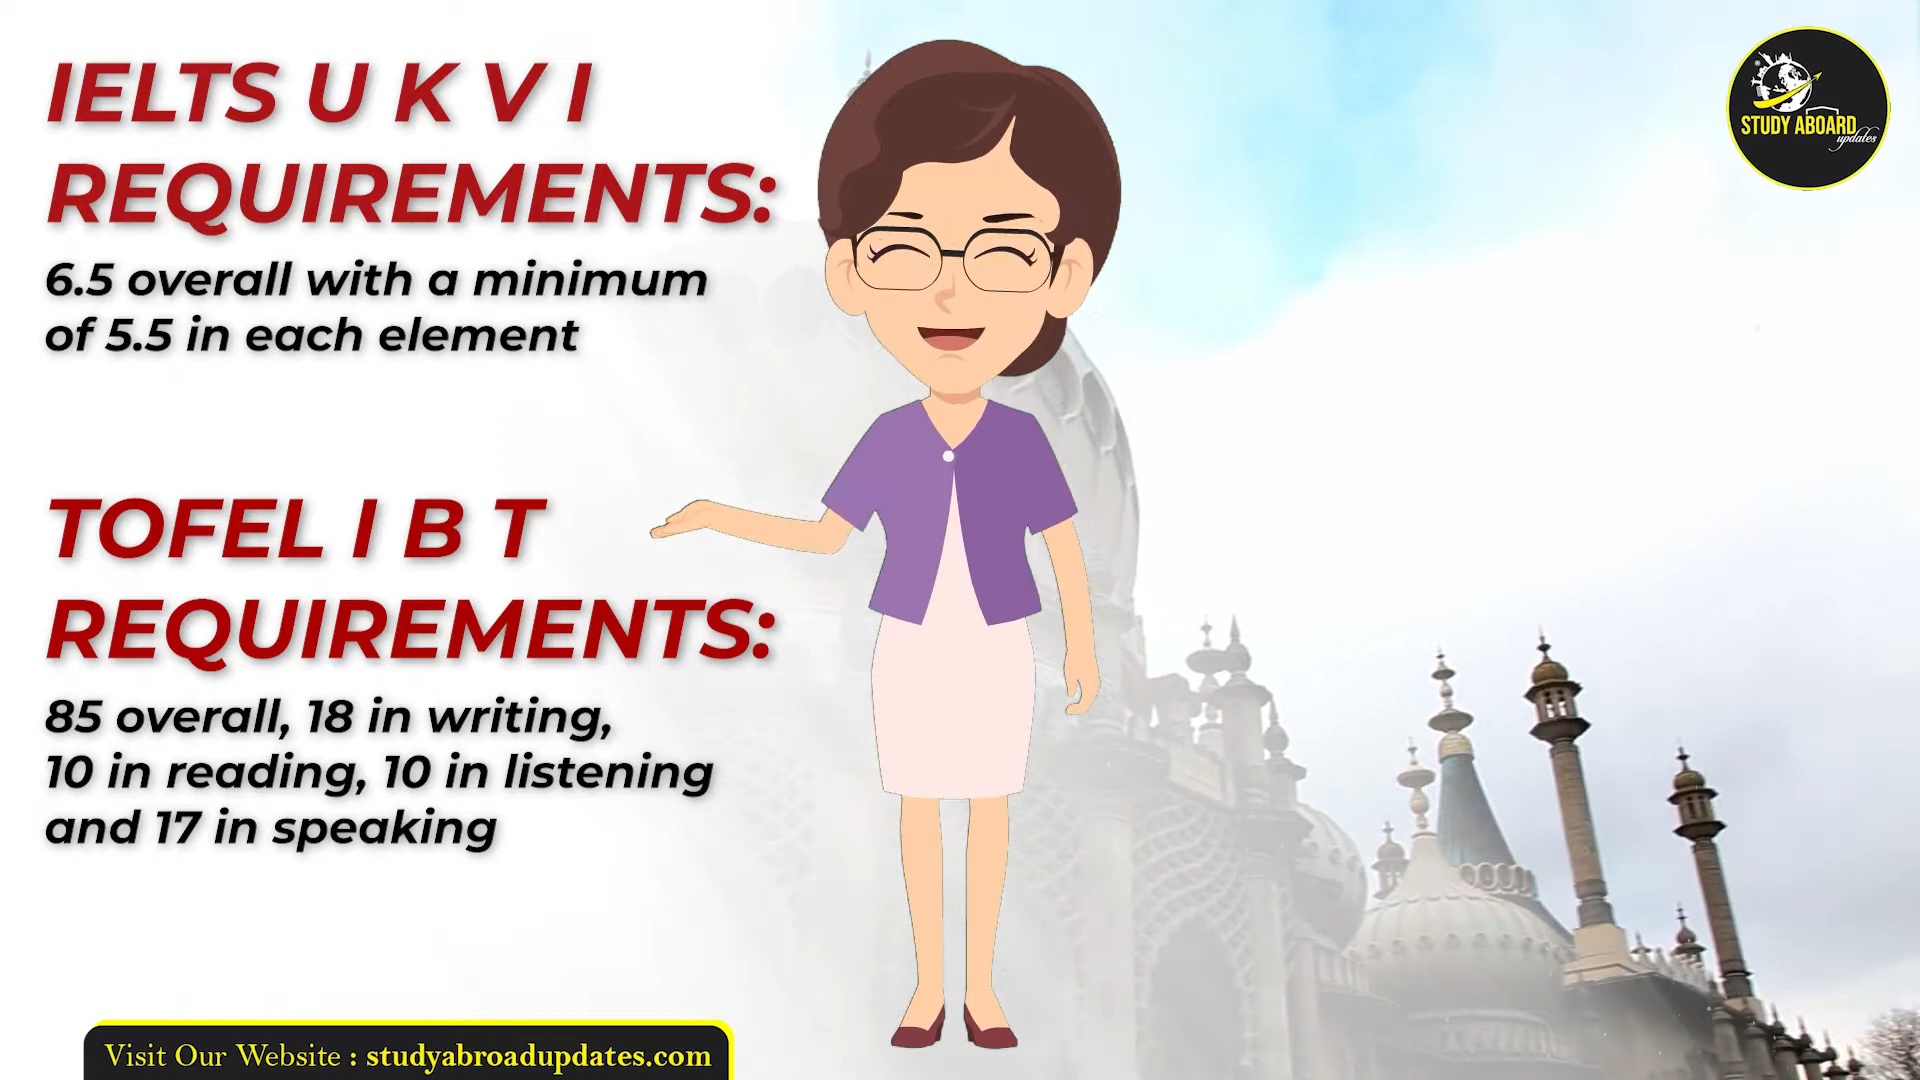 IELTS U K V I
REQUIREMENTS:
6.5 overall with a minimum
of 5.5 in each element
TOFEL I B T
REQUIREMENTS:
85 overall, 18 in writing,
10 in reading, 10 in listening
and 17 in speaking
STUDY ABOARD
updates
Visit Our Website : studyabroadupdates.com